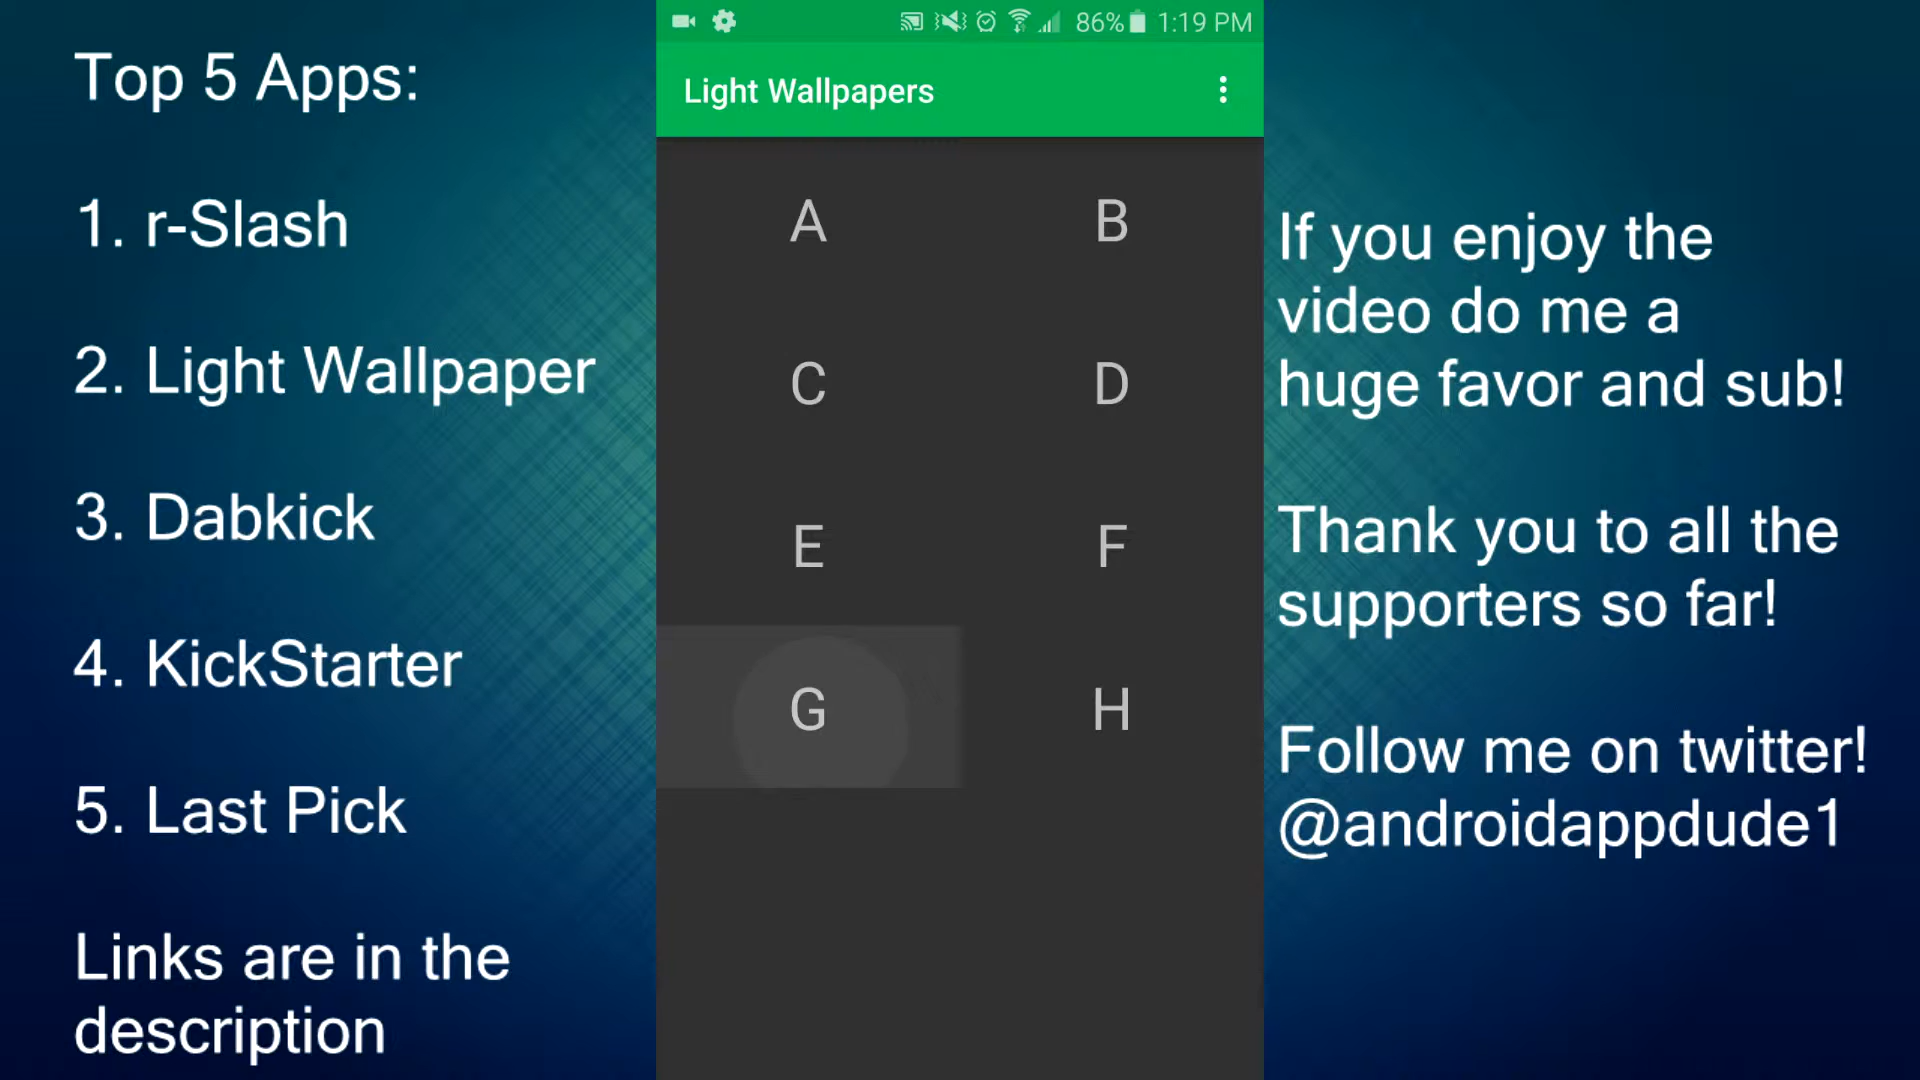 Top 5 Apps:
1. r-Slash
2. Light Wallpaper
3. Dabkick
4. KickStarter
5. Last Pick
Links are in the
description
86% 1:19 PM
Light Wallpapers
A B
C D
E F
G H
If you enjoy the
video do me a
huge favor and sub!
Thank you to all the
supporters so far!
Follow me on twitter!
@androidappdude1